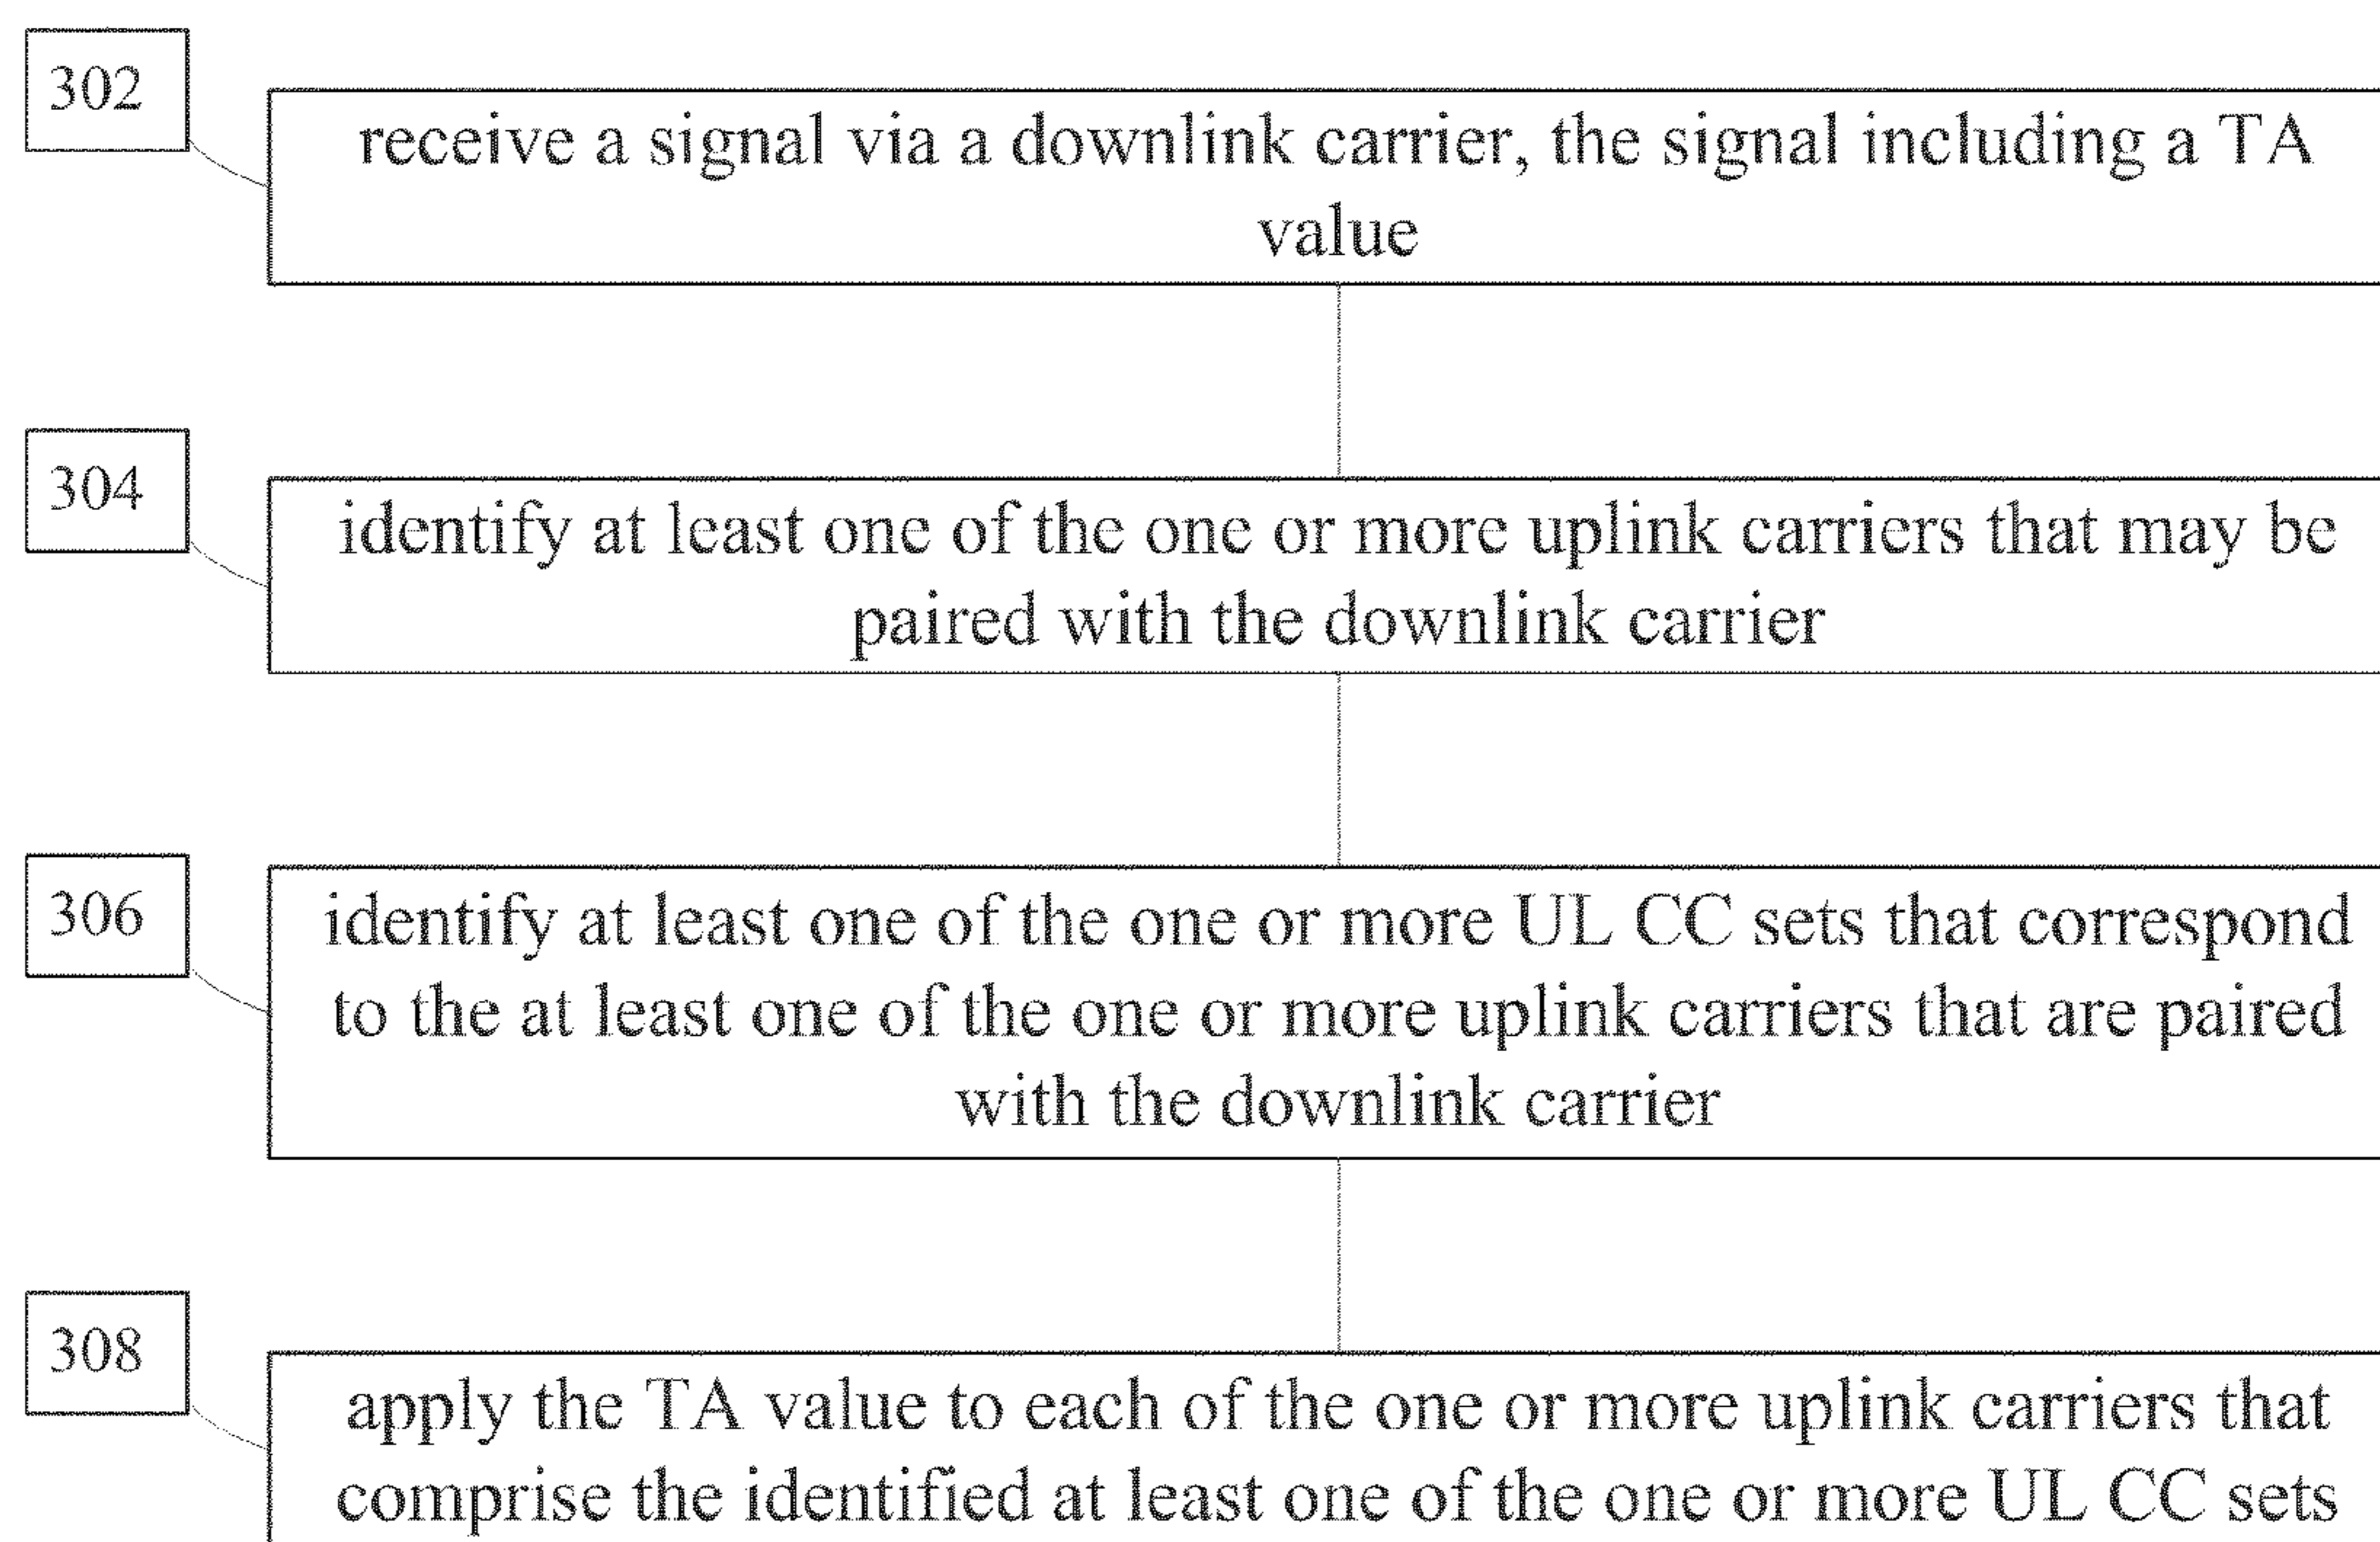 302
receive a signal via a downlink carrier, the signal including a TA
value
304
identify at least one of the one or more uplink carriers that may be
paired with the downlink carrier
306
identify at least one of the one or more UL CC sets that correspond
to the at least one of the one or more uplink carriers that are paired
with the downlink carrier
308
apply the TA value to each of the one or more uplink carriers that
comprise the identified at least one of the one or more UL CC sets